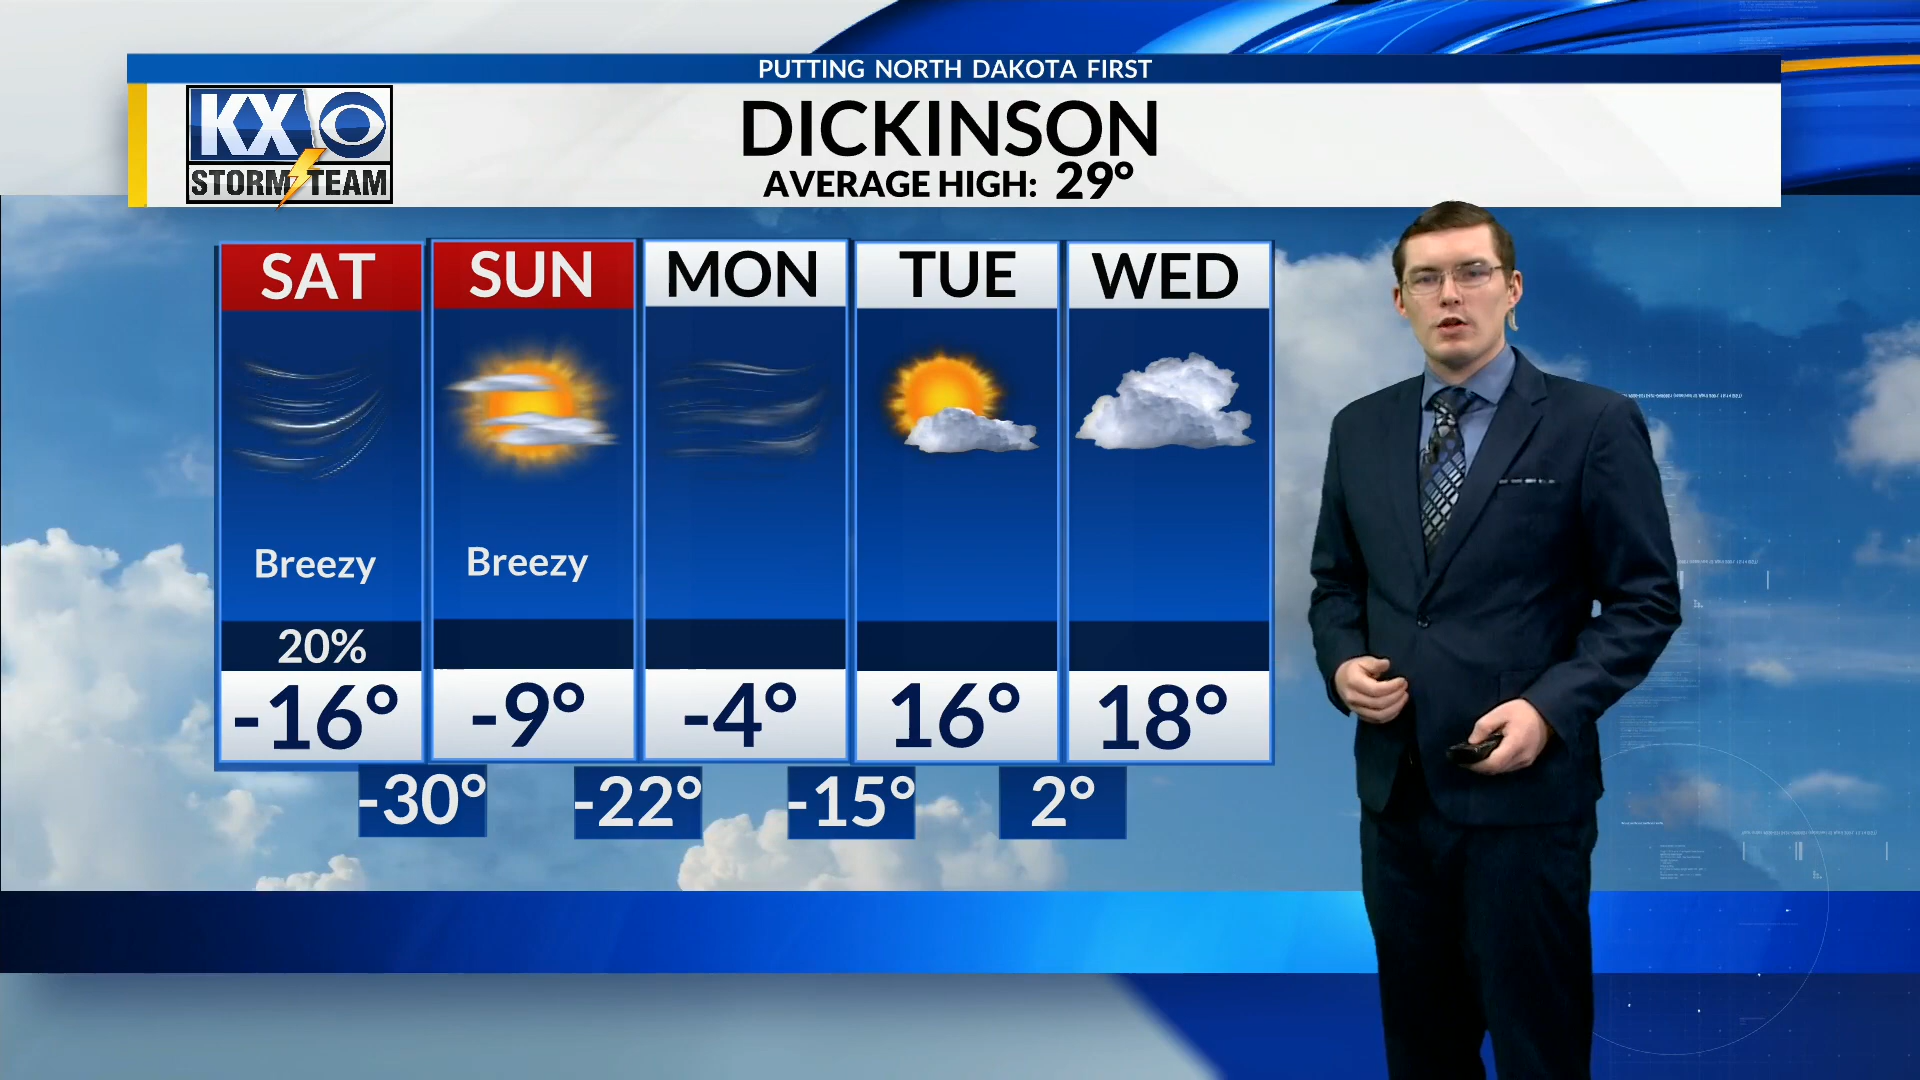 PUTTING NORTH DAKOTA FIRST
KX
STORM TEAM
DICKINSON
AVERAGE HIGH: 29°
SAT SUN MON TUE WED
Breezy Breezy
20%
-16° -9° -4° 16° 18°
-30° -22° -15° 2°